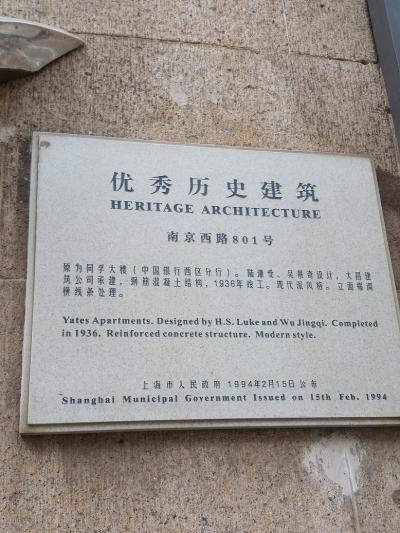 优秀历史建筑
HERITAGE ARCHITECTURE
南京西路801号
原为同孚大楼（中国银行西区分行）。陆谦受、吴景奇设计，大昌建
筑公司承建，钢筋混凝土结构，1936年竣工。现代派风格。立面强调
横线条处理。
Yates Apartments. Designed by H.S. Luke and Wu Jingqi. Completed
in 1936. Reinforced concrete structure. Modern style.
上海市人民政府 1994年2月15日公布
Shanghai Municipal Government Issued on 15th Feb. 1994